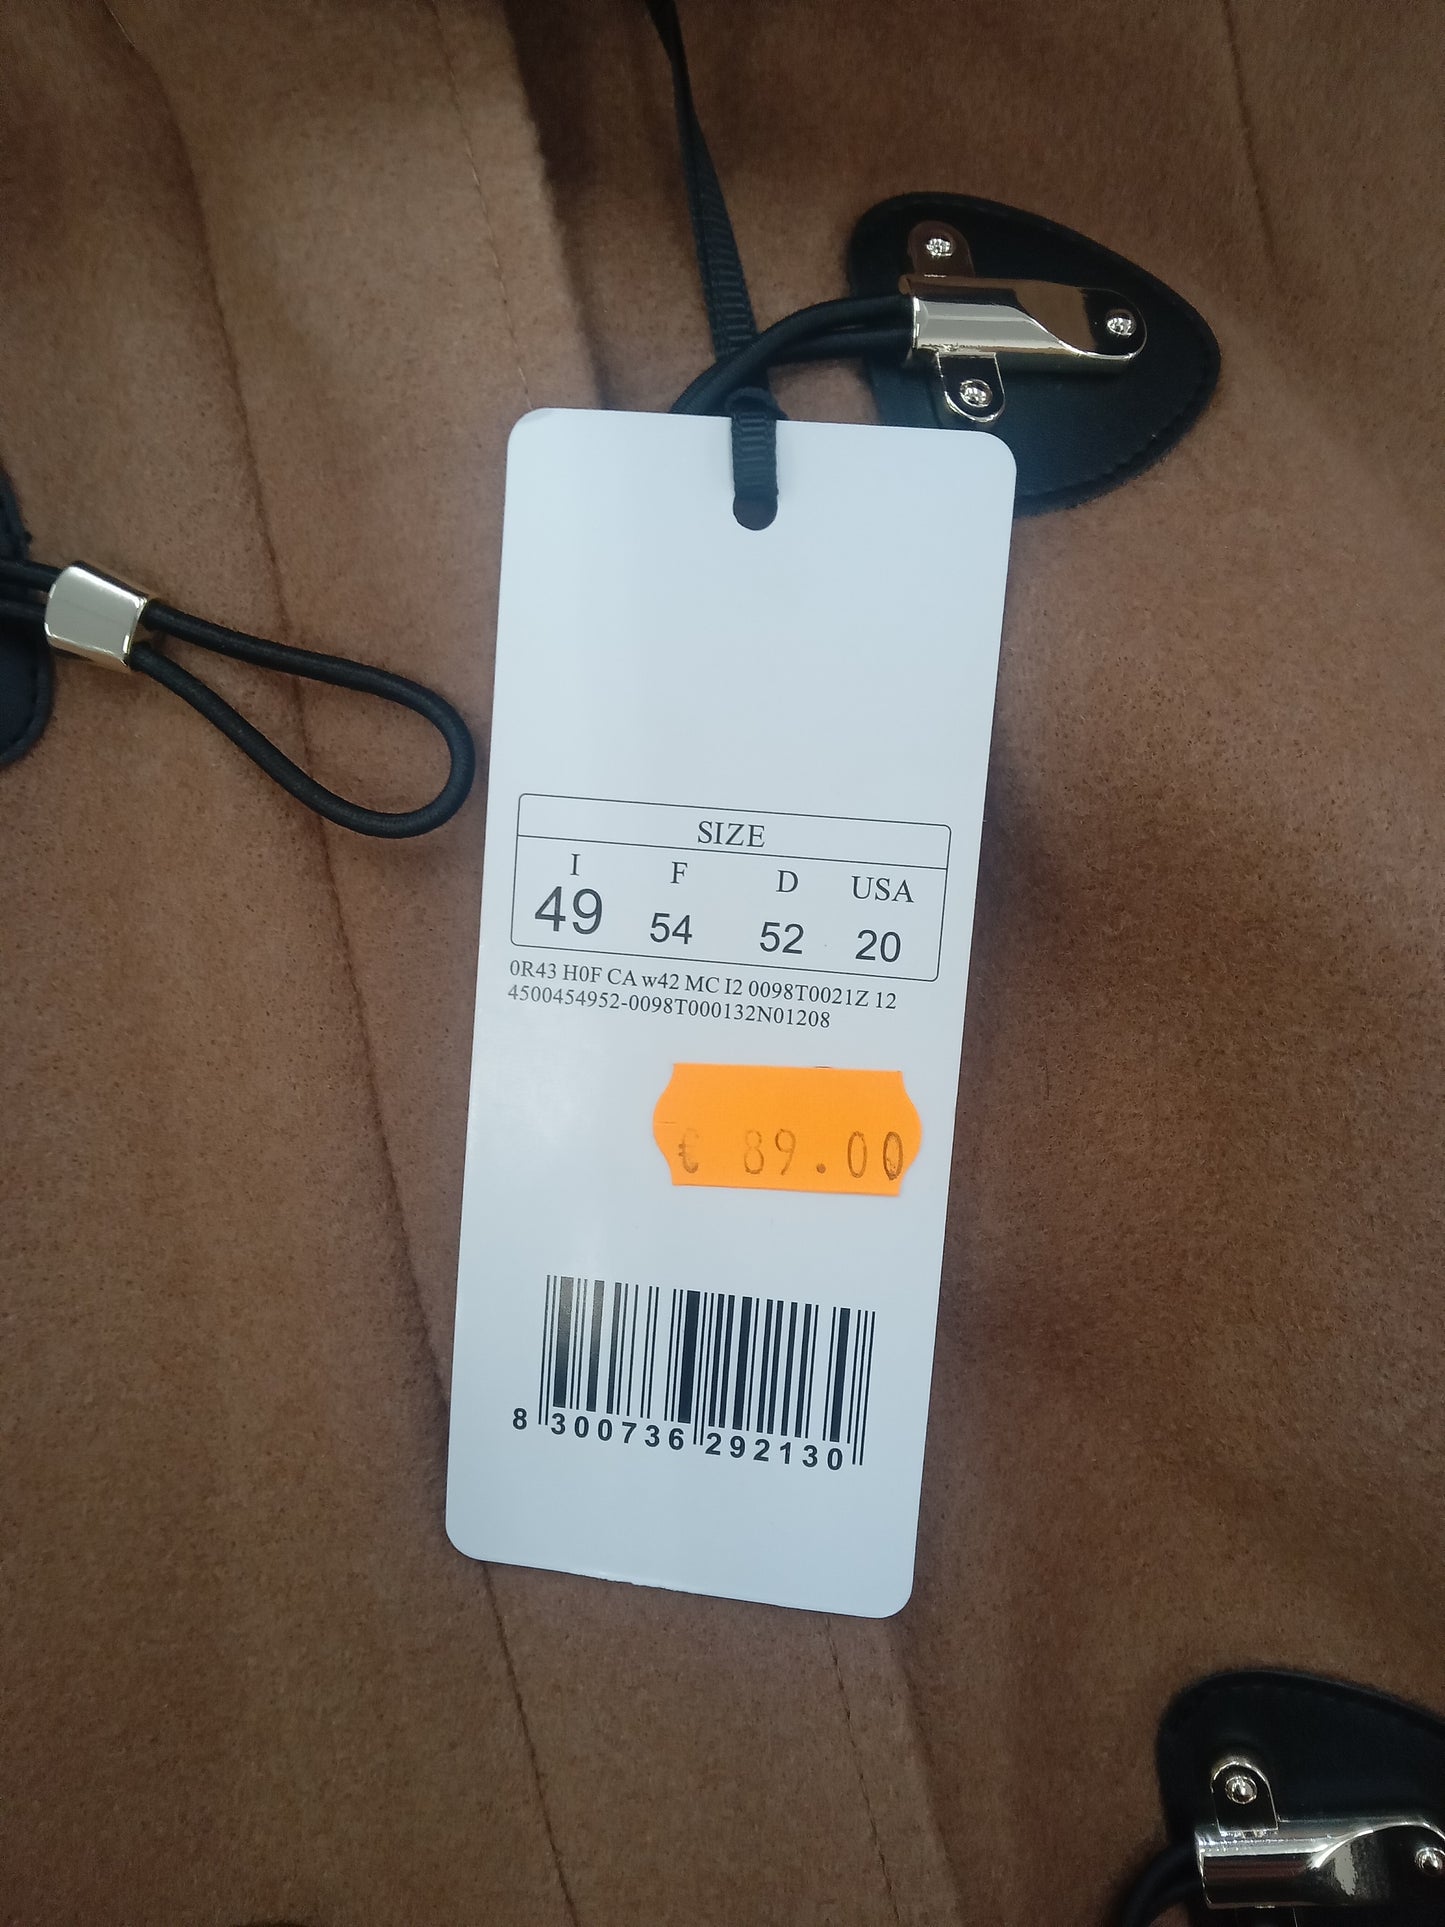 SIZE
I F D USA
49 54 52 20
0R43 H0F CA w42 MC I2 0098T0021Z 12
4500454952-0098T000132N01208
€ 89.00
8 300736 292130